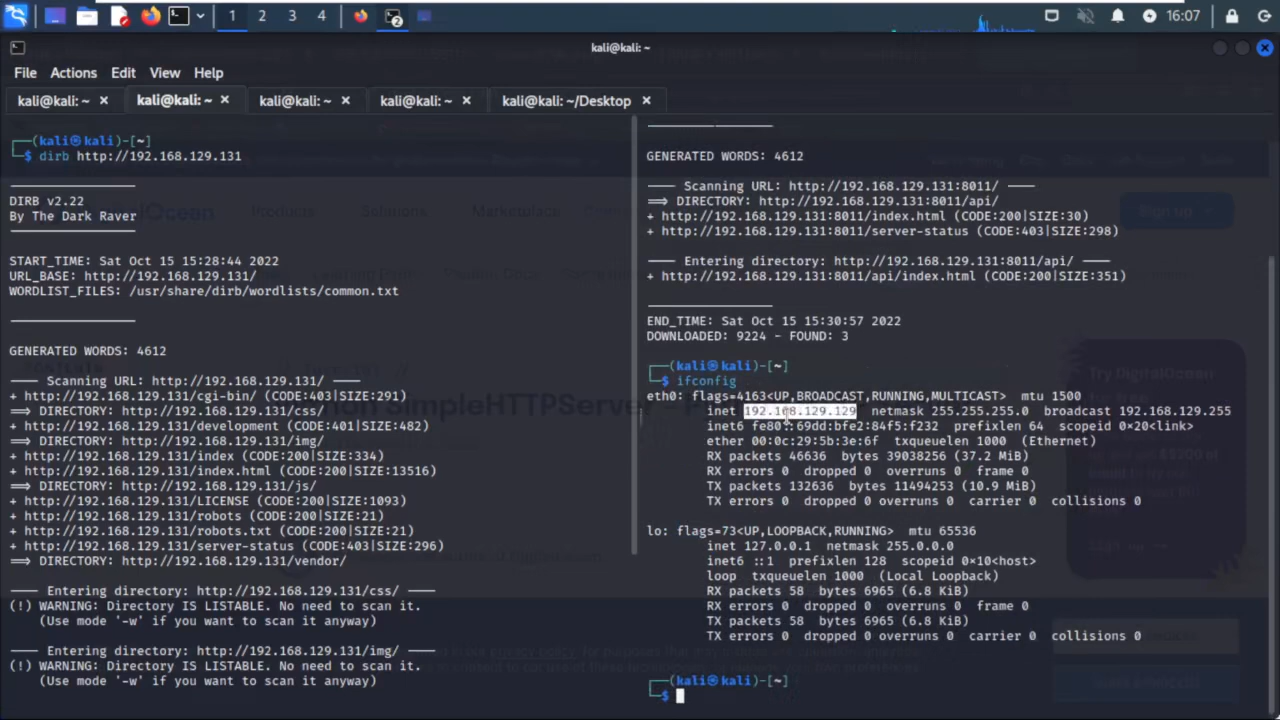 1 2 3 4 2 16:07
kali@kali: ~
File Actions Edit View Help
kali@kali: ~ × kali@kali: ~ × kali@kali: ~ × kali@kali: ~ × kali@kali: ~/Desktop ×
┌──(kali㉿kali)-[~]
└─$ dirb http://192.168.129.131
DIRB v2.22
By The Dark Raver
START_TIME: Sat Oct 15 15:28:44 2022
URL_BASE: http://192.168.129.131/
WORDLIST_FILES: /usr/share/dirb/wordlists/common.txt
GENERATED WORDS: 4612
---- Scanning URL: http://192.168.129.131/ ----
+ http://192.168.129.131/cgi-bin/ (CODE:403|SIZE:291)
==> DIRECTORY: http://192.168.129.131/css/
+ http://192.168.129.131/development (CODE:401|SIZE:482)
==> DIRECTORY: http://192.168.129.131/img/
+ http://192.168.129.131/index (CODE:200|SIZE:334)
+ http://192.168.129.131/index.html (CODE:200|SIZE:13516)
==> DIRECTORY: http://192.168.129.131/js/
+ http://192.168.129.131/LICENSE (CODE:200|SIZE:1093)
+ http://192.168.129.131/robots (CODE:200|SIZE:21)
+ http://192.168.129.131/robots.txt (CODE:200|SIZE:21)
+ http://192.168.129.131/server-status (CODE:403|SIZE:296)
==> DIRECTORY: http://192.168.129.131/vendor/
---- Entering directory: http://192.168.129.131/css/ ----
(!) WARNING: Directory IS LISTABLE. No need to scan it.
(Use mode '-w' if you want to scan it anyway)
---- Entering directory: http://192.168.129.131/img/ ----
(!) WARNING: Directory IS LISTABLE. No need to scan it.
(Use mode '-w' if you want to scan it anyway)
GENERATED WORDS: 4612
---- Scanning URL: http://192.168.129.131:8011/ ----
==> DIRECTORY: http://192.168.129.131:8011/api/
+ http://192.168.129.131:8011/index.html (CODE:200|SIZE:30)
+ http://192.168.129.131:8011/server-status (CODE:403|SIZE:298)
---- Entering directory: http://192.168.129.131:8011/api/ ----
+ http://192.168.129.131:8011/api/index.html (CODE:200|SIZE:351)
END_TIME: Sat Oct 15 15:30:57 2022
DOWNLOADED: 9224 - FOUND: 3
┌──(kali㉿kali)-[~]
└─$ ifconfig
eth0: flags=4163<UP,BROADCAST,RUNNING,MULTICAST> mtu 1500
inet 192.168.129.129 netmask 255.255.255.0 broadcast 192.168.129.255
inet6 fe80::69dd:bfe2:84f5:f232 prefixlen 64 scopeid 0×20<link>
ether 00:0c:29:5b:3e:6f txqueuelen 1000 (Ethernet)
RX packets 46636 bytes 39038256 (37.2 MiB)
RX errors 0 dropped 0 overruns 0 frame 0
TX packets 132636 bytes 11494253 (10.9 MiB)
TX errors 0 dropped 0 overruns 0 carrier 0 collisions 0
lo: flags=73<UP,LOOPBACK,RUNNING> mtu 65536
inet 127.0.0.1 netmask 255.0.0.0
inet6 ::1 prefixlen 128 scopeid 0×10<host>
loop txqueuelen 1000 (Local Loopback)
RX packets 58 bytes 6965 (6.8 KiB)
RX errors 0 dropped 0 overruns 0 frame 0
TX packets 58 bytes 6965 (6.8 KiB)
TX errors 0 dropped 0 overruns 0 carrier 0 collisions 0
┌──(kali㉿kali)-[~]
└─$